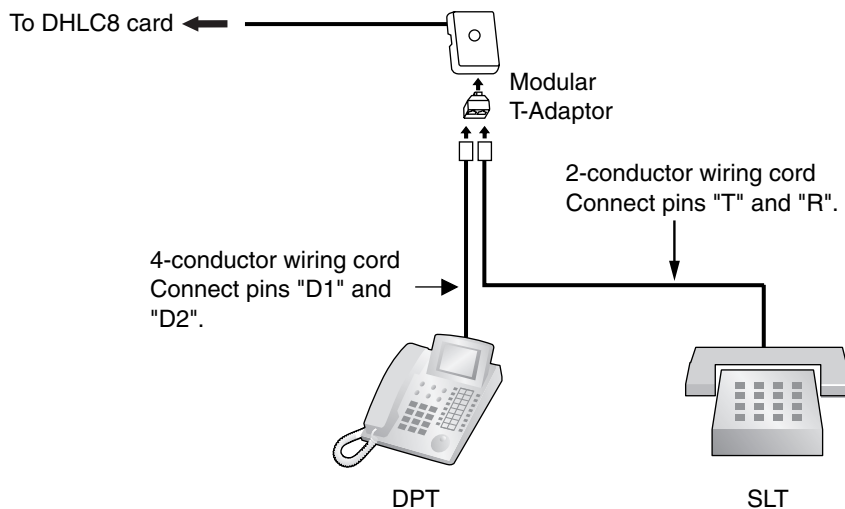 To DHLC8 card
Modular
T-Adaptor
2-conductor wiring cord
Connect pins "T" and "R".
4-conductor wiring cord
Connect pins "D1" and
"D2".
DPT
SLT